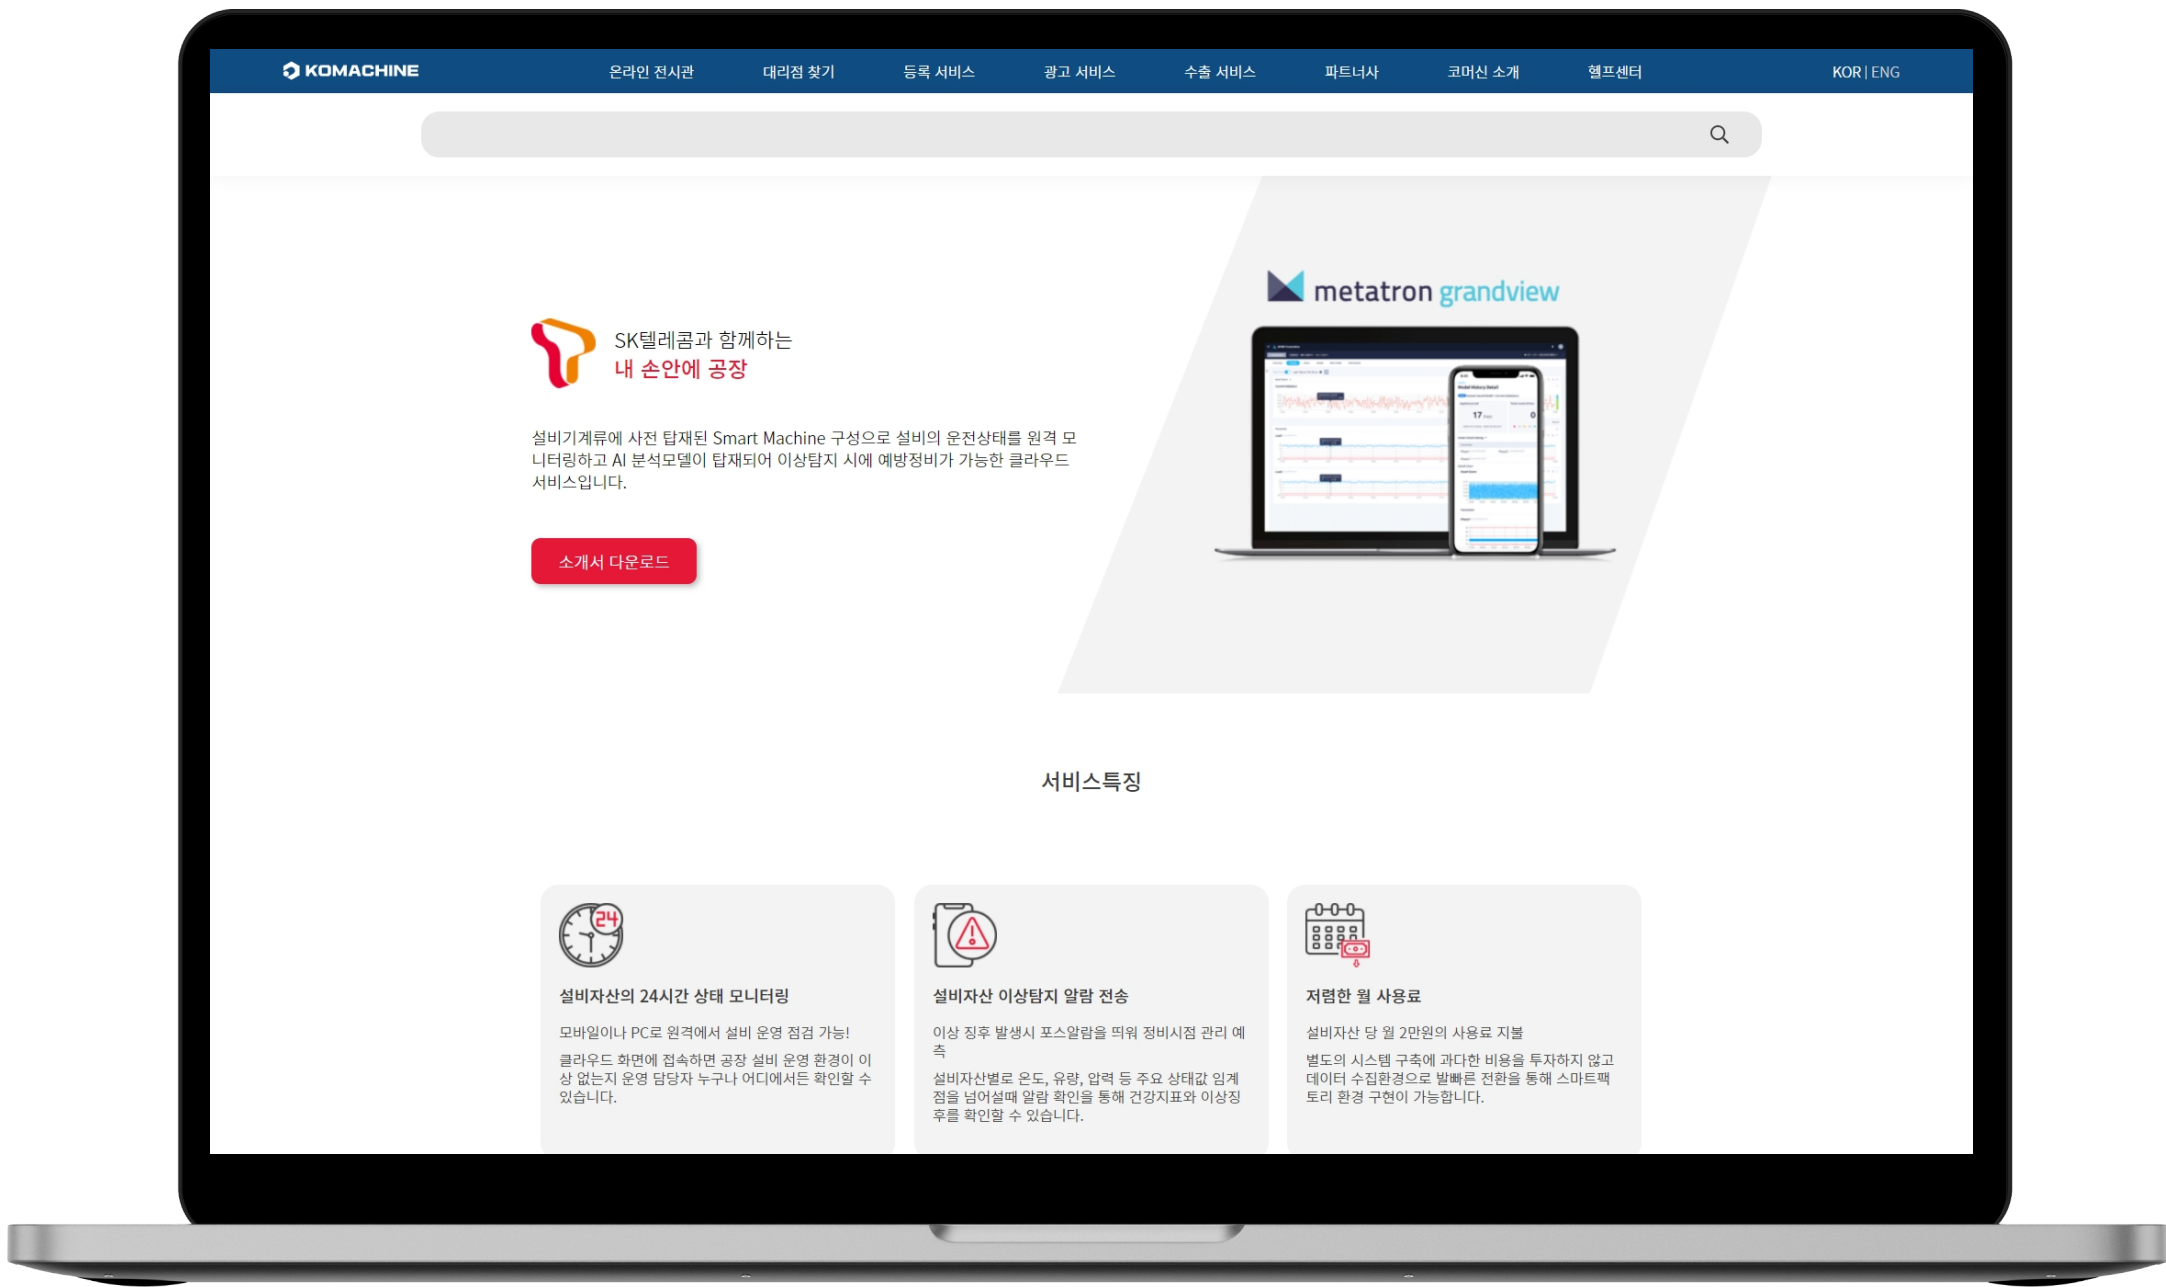 KOMACHINE
온라인 전시관
대리점 찾기
등록 서비스
광고 서비스
수출 서비스
파트너사
코머신 소개
헬프센터
KOR | ENG
metatron grandview
SK텔레콤과 함께하는
내 손안에 공장
설비기계류에 사전 탑재된 Smart Machine 구성으로 설비의 운전상태를 원격 모
니터링하고 AI 분석모델이 탑재되어 이상탐지 시에 예방정비가 가능한 클라우드
서비스입니다.
소개서 다운로드
Model History Detail
17
0
서비스특징
24
설비자산의 24시간 상태 모니터링
모바일이나 PC로 원격에서 설비 운영 점검 가능!
클라우드 화면에 접속하면 공장 설비 운영 환경이 이
상 없는지 운영 담당자 누구나 어디에서든 확인할 수
있습니다.
설비자산 이상탐지 알람 전송
이상 징후 발생시 포스알람을 띄워 정비시점 관리 예
측
설비자산별로 온도, 유량, 압력 등 주요 상태값 임계
점을 넘어설때 알람 확인을 통해 건강지표와 이상징
후를 확인할 수 있습니다.
저렴한 월 사용료
설비자산 당 월 2만원의 사용료 지불
별도의 시스템 구축에 과다한 비용을 투자하지 않고
데이터 수집환경으로 발빠른 전환을 통해 스마트팩
토리 환경 구현이 가능합니다.